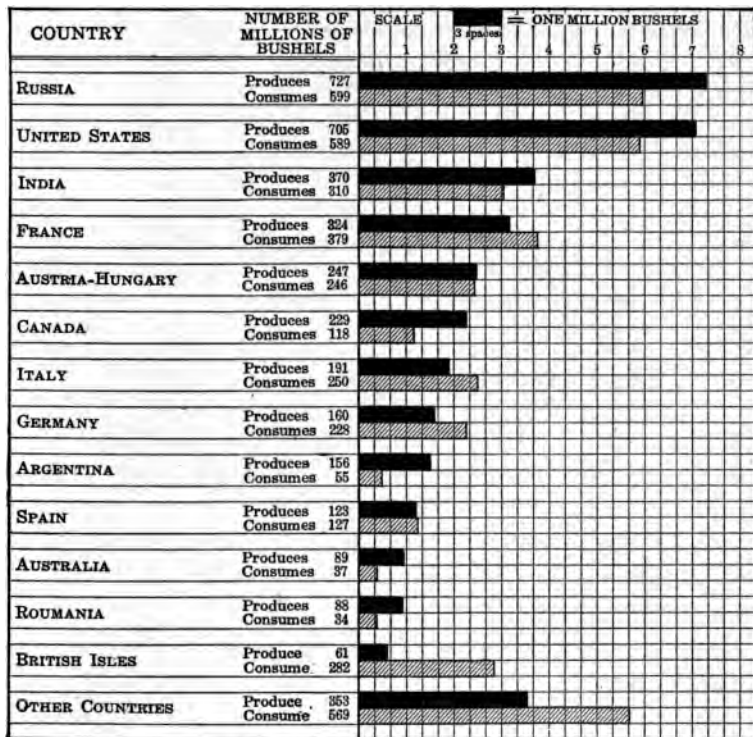 COUNTRY
NUMBER OF
MILLIONS OF
BUSHELS
SCALE
3 spaces
= ONE MILLION BUSHELS
1 2 3 4 5 6 7 8
RUSSIA
Produces 727
Consumes 599
UNITED STATES
Produces 705
Consumes 589
INDIA
Produces 370
Consumes 310
FRANCE
Produces 324
Consumes 379
AUSTRIA-HUNGARY
Produces 247
Consumes 246
CANADA
Produces 229
Consumes 118
ITALY
Produces 191
Consumes 250
GERMANY
Produces 160
Consumes 228
ARGENTINA
Produces 156
Consumes 55
SPAIN
Produces 123
Consumes 127
AUSTRALIA
Produces 89
Consumes 37
ROUMANIA
Produces 88
Consumes 34
BRITISH ISLES
Produce 61
Consume 282
OTHER COUNTRIES
Produce 353
Consume 569